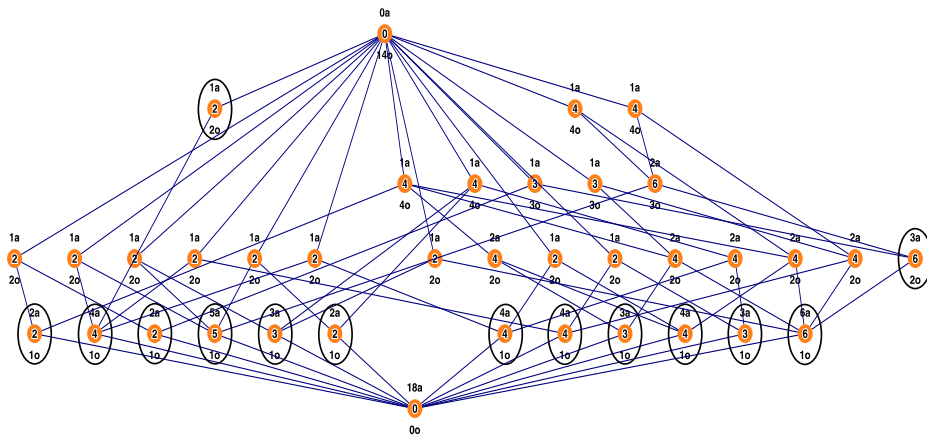 0a
0
14o
1a 1a 1a
2 4 4
2o 4o 4o
1a 1a 1a 1a 2a
4 4 3 3 6
4o 4o 3o 3o 3o
1a 1a 1a 1a 1a 1a 1a 2a 1a 1a 2a 2a 2a 2a 3a
2 2 2 2 2 2 2 4 2 2 4 4 4 4 6
2o 2o 2o 2o 2o 2o 2o 2o 2o 2o 2o 2o 2o 2o 2o
2a 4a 2a 5a 3a 2a 4a 4a 3a 4a 3a 6a
2 4 2 5 3 2 4 4 3 4 3 6
1o 1o 1o 1o 1o 1o 1o 1o 1o 1o 1o 1o
18a
0
0o